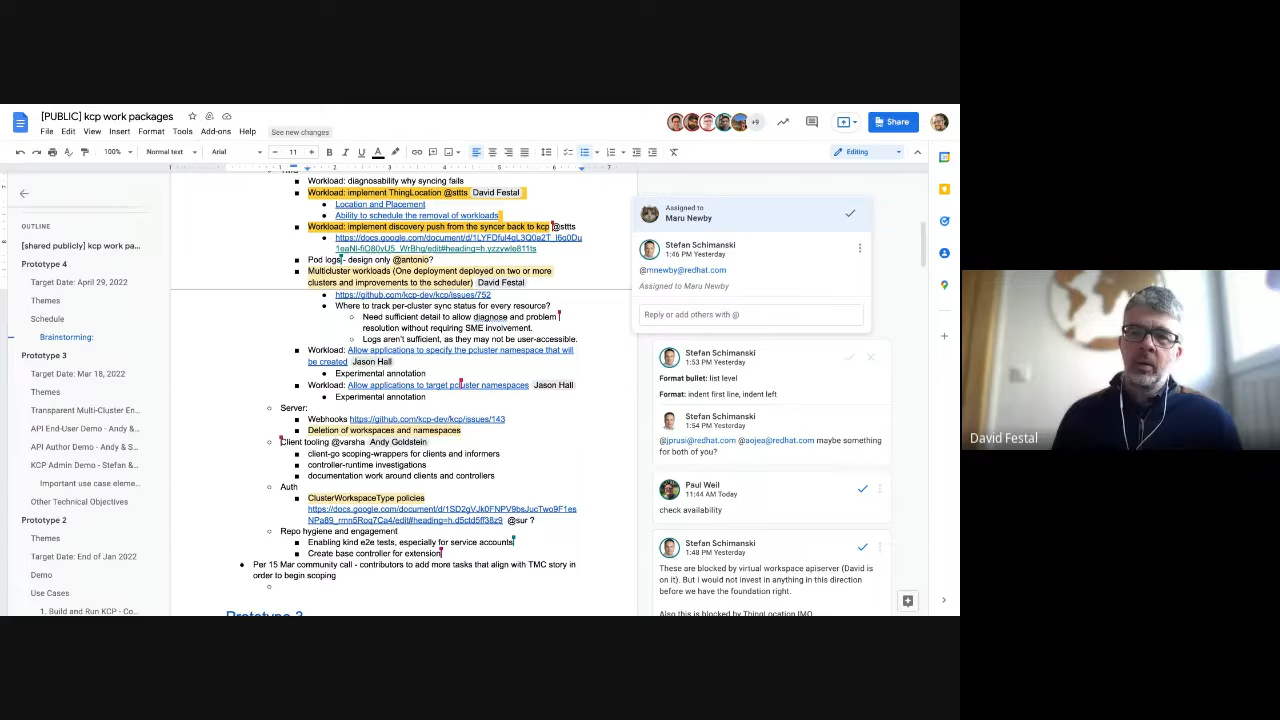 [PUBLIC] kcp work packages
File Edit View Insert Format Tools Add-ons Help See new changes
+9
Share
100% Normal text Arial 11 Editing
OUTLINE
[shared publicly] kcp work pa...
Prototype 4
Target Date: April 29, 2022
Themes
Schedule
Brainstorming:
Prototype 3
Target Date: Mar 18, 2022
Themes
Transparent Multi-Cluster En...
API End-User Demo - Andy &...
API Author Demo - Andy & S...
KCP Admin Demo - Stefan &...
Important use case eleme...
Other Technical Objectives
Prototype 2
Themes
Target Date: End of Jan 2022
Demo
Use Cases
1. Build and Run KCP - Co...
Workload: diagnosability why syncing fails
Workload: implement ThingLocation @sttts David Festal
Location and Placement
Ability to schedule the removal of workloads
Workload: implement discovery push from the syncer back to kcp @sttts
Pod logs - design only @antonio?
Multicluster workloads (One deployment deployed on two or more
clusters and improvements to the scheduler) David Festal
https://github.com/kcp-dev/kcp/issues/752
Where to track per-cluster sync status for every resource?
Need sufficient detail to allow diagnose and problem
resolution without requiring SME involvement.
Logs aren't sufficient, as they may not be user-accessible.
Workload: Allow applications to specify the pcluster namespace that will
be created Jason Hall
Experimental annotation
Workload: Allow applications to target pcluster namespaces Jason Hall
Experimental annotation
Server:
Webhooks https://github.com/kcp-dev/kcp/issues/143
Deletion of workspaces and namespaces
Client tooling @varsha Andy Goldstein
client-go scoping-wrappers for clients and informers
controller-runtime investigations
documentation work around clients and controllers
Auth
ClusterWorkspaceType policies
@sur ?
Repo hygiene and engagement
Enabling kind e2e tests, especially for service accounts
Create base controller for extension
Per 15 Mar community call - contributors to add more tasks that align with TMC story in
order to begin scoping
Assigned to
Maru Newby
Stefan Schimanski
1:46 PM Yesterday
@mnewby@redhat.com
Assigned to Maru Newby
Reply or add others with @
Stefan Schimanski
1:53 PM Yesterday
Format bullet: list level
Format: indent first line, indent left
Stefan Schimanski
1:54 PM Yesterday
@jprusi@redhat.com @aojea@redhat.com maybe something
for both of you?
Paul Weil
11:44 AM Today
check availability
Stefan Schimanski
1:48 PM Yesterday
These are blocked by virtual workspace apiserver (David is
on it). But I would not invest in anything in this direction
before we have the foundation right.
Also this is blocked by ThingLocation IMO
David Festal